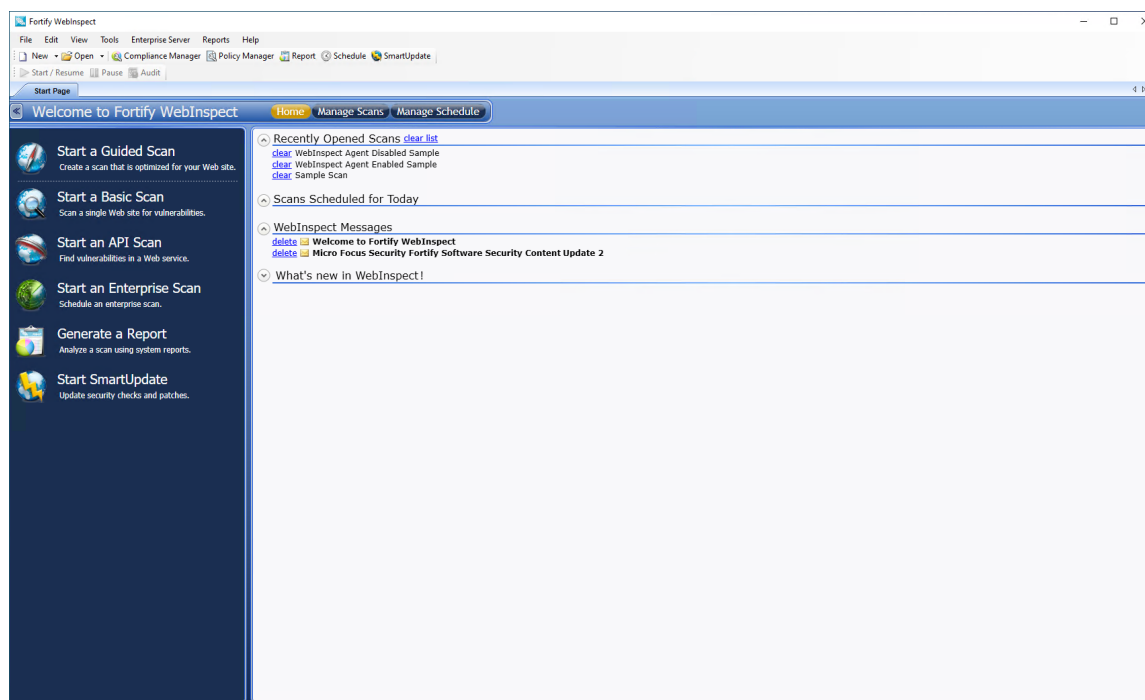 Fortify WebInspect
File Edit View Tools Enterprise Server Reports Help
New Open Compliance Manager Policy Manager Report Schedule SmartUpdate
Start / Resume Pause Audit
Start Page
Welcome to Fortify WebInspect Home Manage Scans Manage Schedule
Start a Guided Scan
Create a scan that is optimized for your Web site.
Start a Basic Scan
Scan a single Web site for vulnerabilities.
Start an API Scan
Find vulnerabilities in a Web service.
Start an Enterprise Scan
Schedule an enterprise scan.
Generate a Report
Analyze a scan using system reports.
Start SmartUpdate
Update security checks and patches.
Recently Opened Scans clear list
clear WebInspect Agent Disabled Sample
clear WebInspect Agent Enabled Sample
clear Sample Scan
Scans Scheduled for Today
WebInspect Messages
delete Welcome to Fortify WebInspect
delete Micro Focus Security Fortify Software Security Content Update 2
What's new in WebInspect!